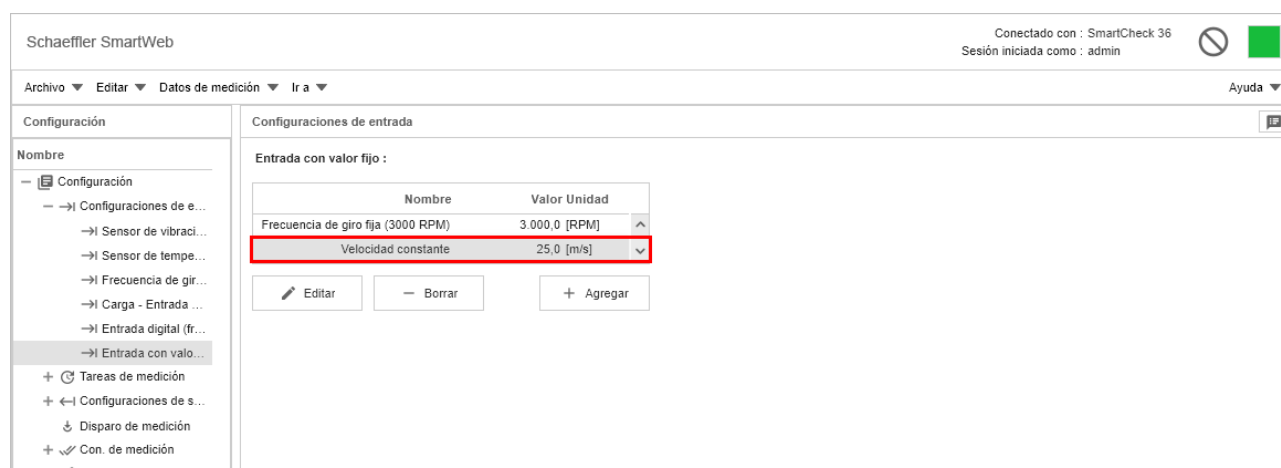 Schaeffler SmartWeb
Conectado con : SmartCheck 36
Sesión iniciada como : admin
Archivo Editar Datos de medición Ir a Ayuda
Configuración
Nombre
Configuración
Configuraciones de e...
Sensor de vibraci...
Sensor de tempe...
Frecuencia de gir...
Carga - Entrada ...
Entrada digital (fr...
Entrada con valo...
Tareas de medición
Configuraciones de s...
Disparo de medición
Con. de medición
Configuraciones de entrada
Entrada con valor fijo :
Nombre Valor Unidad
Frecuencia de giro fija (3000 RPM) 3.000,0 [RPM]
Velocidad constante 25,0 [m/s]
Editar Borrar Agregar